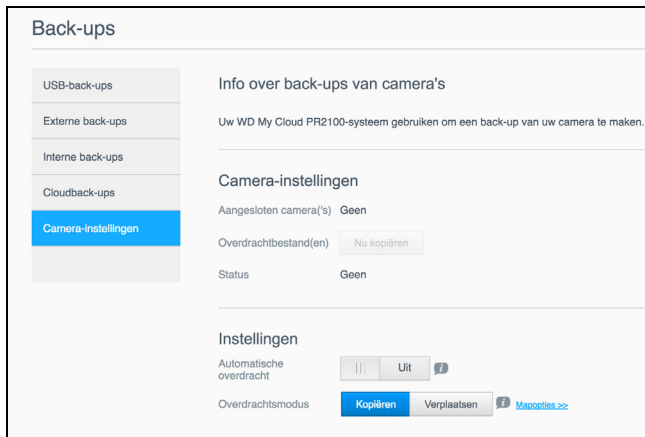 Back-ups
USB-back-ups
Externe back-ups
Interne back-ups
Cloudback-ups
Camera-instellingen
Info over back-ups van camera's
Uw WD My Cloud PR2100-systeem gebruiken om een back-up van uw camera te maken.
Camera-instellingen
Aangesloten camera('s) Geen
Overdrachtbestand(en) Nu kopiëren
Status Geen
Instellingen
Automatische
overdracht
Uit
Overdrachtsmodus Kopiëren Verplaatsen Mapopties >>